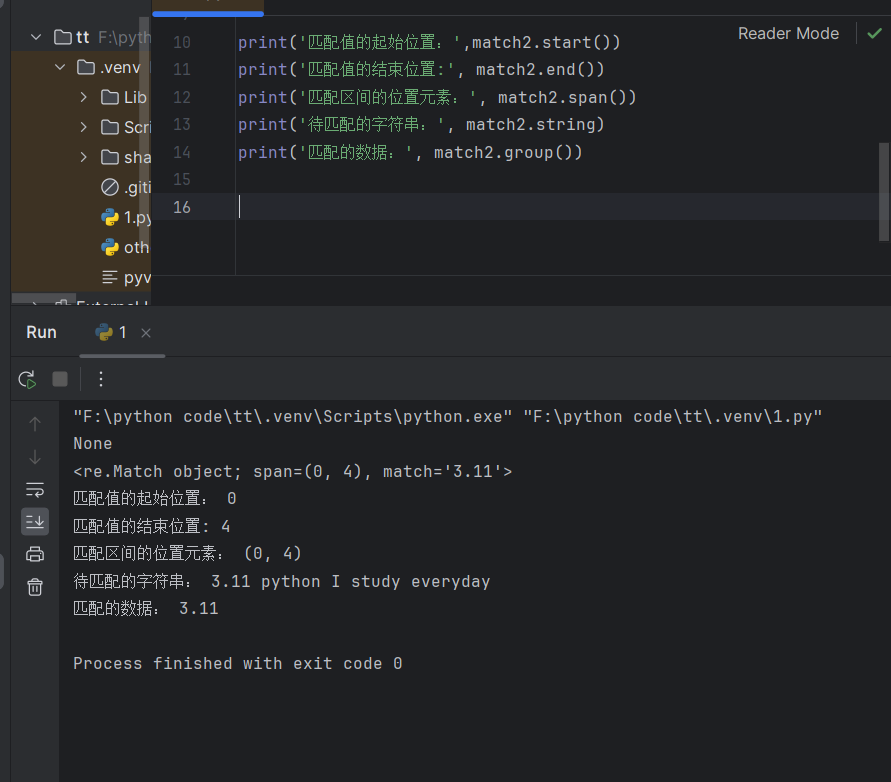 tt F:\pyth
.venv
Lib
Scri
sha
.giti
1.py
oth
pyv
Reader Mode
10 print('匹配值的起始位置：',match2.start())
11 print('匹配值的结束位置:', match2.end())
12 print('匹配区间的位置元素：', match2.span())
13 print('待匹配的字符串：', match2.string)
14 print('匹配的数据：', match2.group())
15
16
Run 1
"F:\python code\tt\.venv\Scripts\python.exe" "F:\python code\tt\.venv\1.py"
None
<re.Match object; span=(0, 4), match='3.11'>
匹配值的起始位置： 0
匹配值的结束位置: 4
匹配区间的位置元素： (0, 4)
待匹配的字符串： 3.11 python I study everyday
匹配的数据： 3.11
Process finished with exit code 0